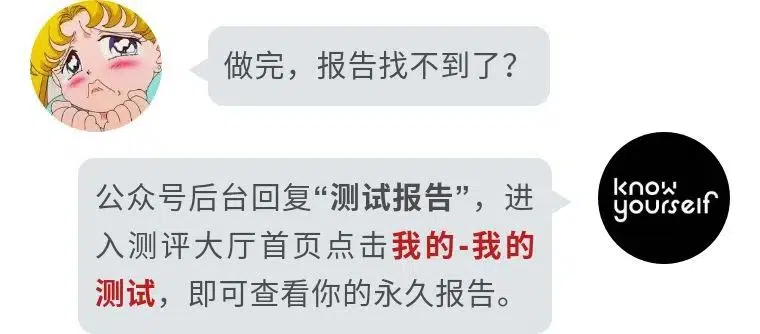 做完，报告找不到了？
公众号后台回复“测试报告”，进
入测评大厅首页点击我的-我的
测试，即可查看你的永久报告。
know
yourself